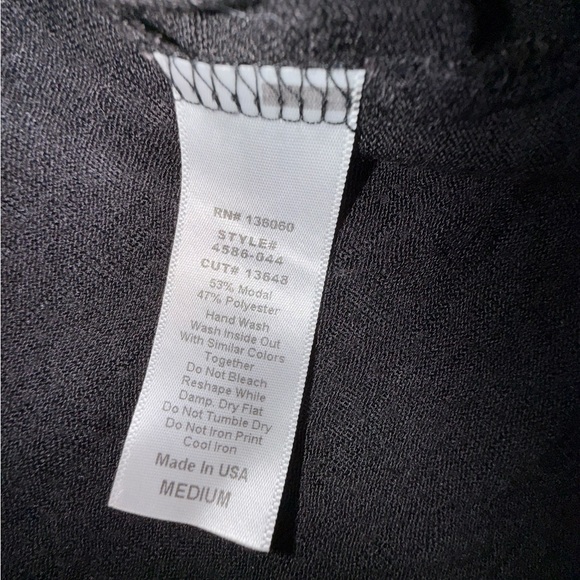 RN# 136060
STYLE#
4586-044
CUT# 13648
53% Modal
47% Polyester
Hand Wash
Wash Inside Out
With Similar Colors
Together
Do Not Bleach
Reshape While
Damp, Dry Flat
Do Not Tumble Dry
Do Not Iron Print
Cool Iron
Made In USA
MEDIUM